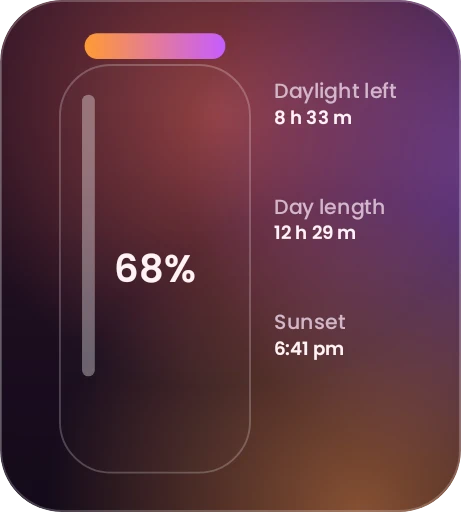 Daylight left
8 h 33 m
Day length
12 h 29 m
68%
Sunset
6:41 pm